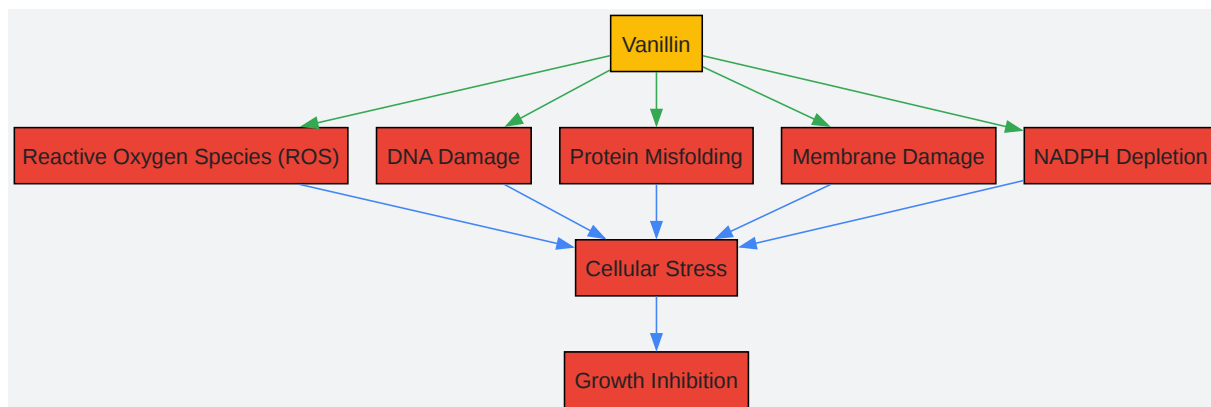 Vanillin
Reactive Oxygen Species (ROS)
DNA Damage
Protein Misfolding
Membrane Damage
NADPH Depletion
Cellular Stress
Growth Inhibition